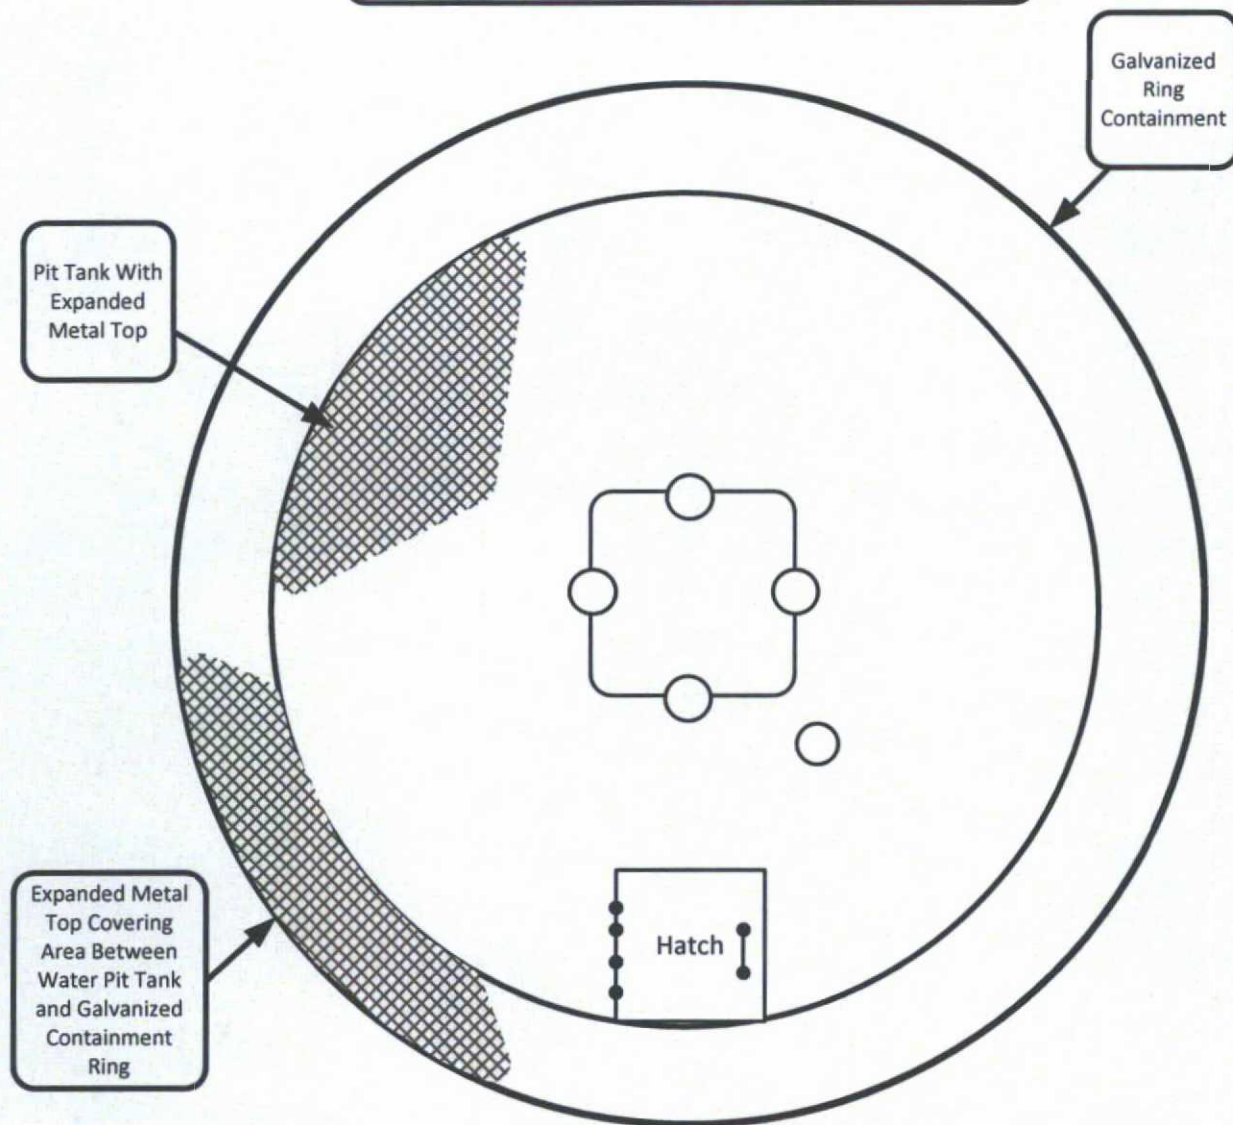 Galvanized
Ring
Containment
Pit Tank With
Expanded
Metal Top
Expanded Metal
Top Covering
Area Between
Water Pit Tank
and Galvanized
Containment
Ring
Hatch